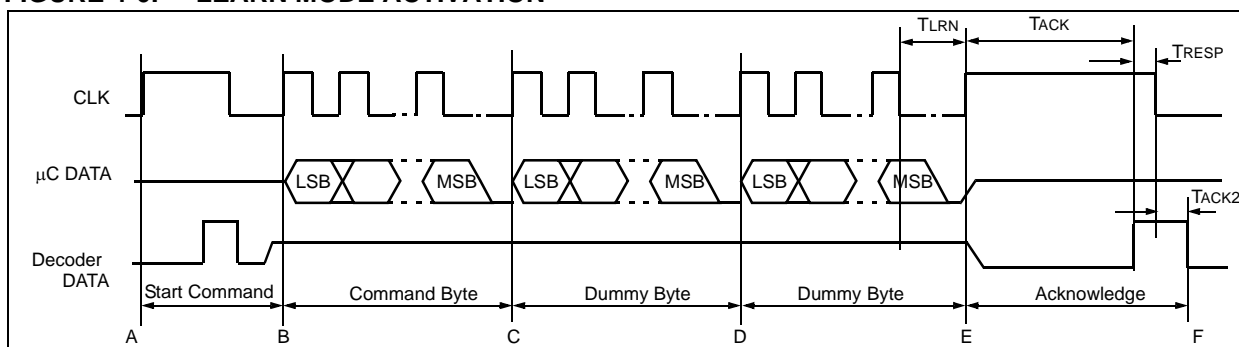 FIGURE 4-6: LEARN MODE ACTIVATION
TLRN TACK
TRESP
CLK
µC DATA
LSB MSB LSB MSB LSB MSB
TACK2
Decoder
DATA
Start Command Command Byte Dummy Byte Dummy Byte Acknowledge
A B C D E F